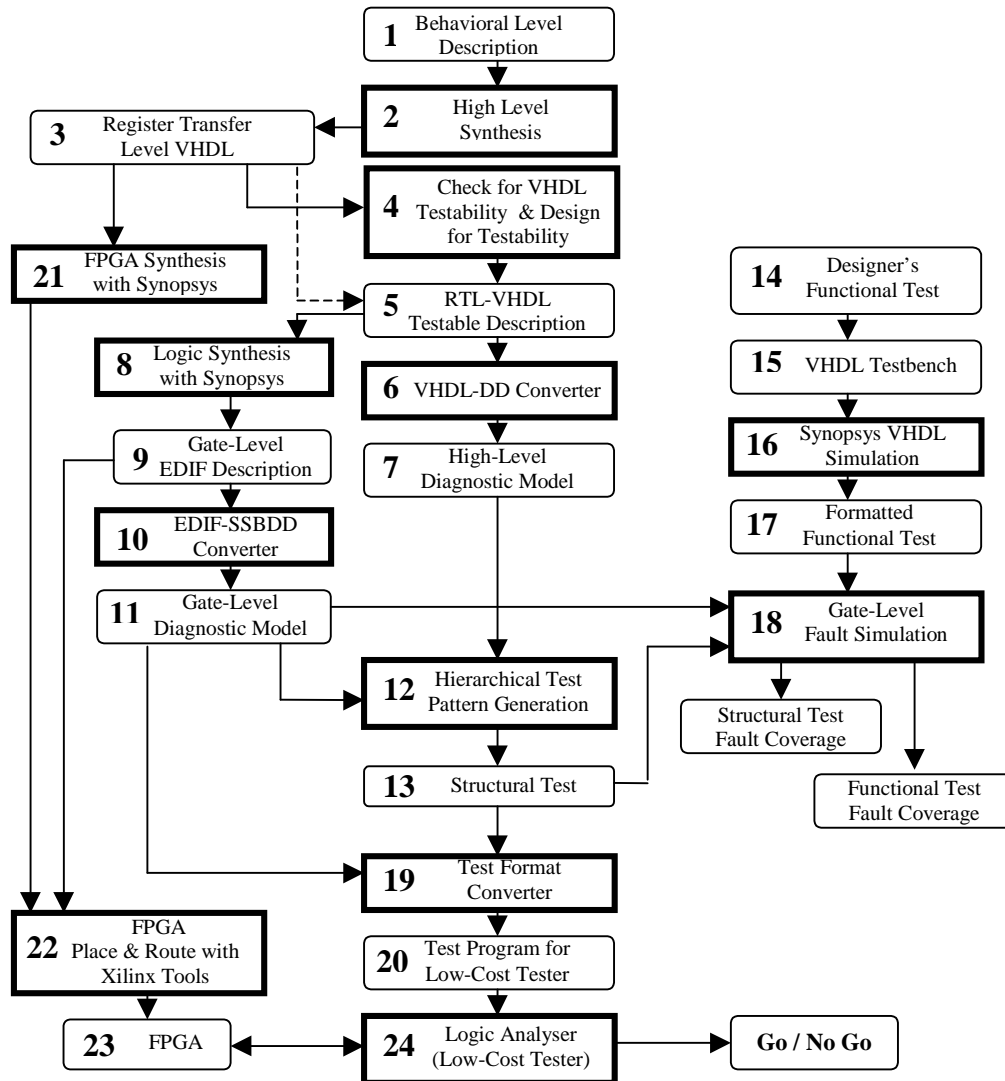 1 Behavioral Level
Description
2 High Level
Synthesis
3 Register Transfer
Level VHDL
4 Check for VHDL
Testability & Design
for Testability
21 FPGA Synthesis
with Synopsys
5 RTL-VHDL
Testable Description
14 Designer's
Functional Test
8 Logic Synthesis
with Synopsys
6 VHDL-DD Converter
15 VHDL Testbench
9 Gate-Level
EDIF Description
7 High-Level
Diagnostic Model
16 Synopsys VHDL
Simulation
10 EDIF-SSBDD
Converter
17 Formatted
Functional Test
11 Gate-Level
Diagnostic Model
18 Gate-Level
Fault Simulation
12 Hierarchical Test
Pattern Generation
Structural Test
Fault Coverage
13 Structural Test
Functional Test
Fault Coverage
19 Test Format
Converter
22 FPGA
Place & Route with
Xilinx Tools
20 Test Program for
Low-Cost Tester
23 FPGA
24 Logic Analyser
(Low-Cost Tester)
Go / No Go